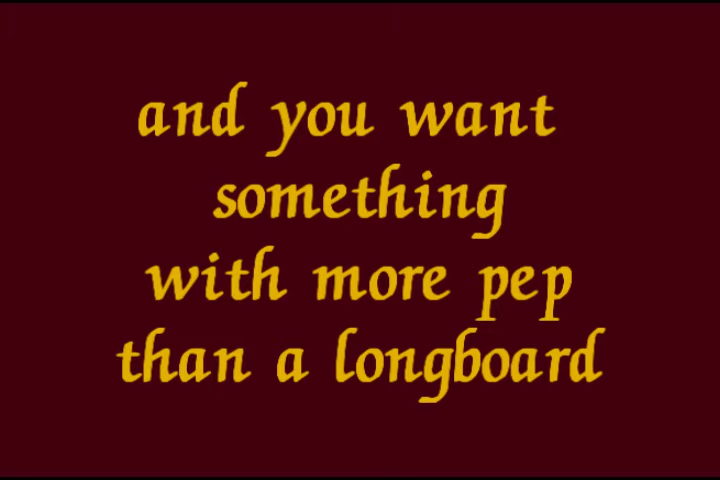 and you want
something
with more pep
than a longboard